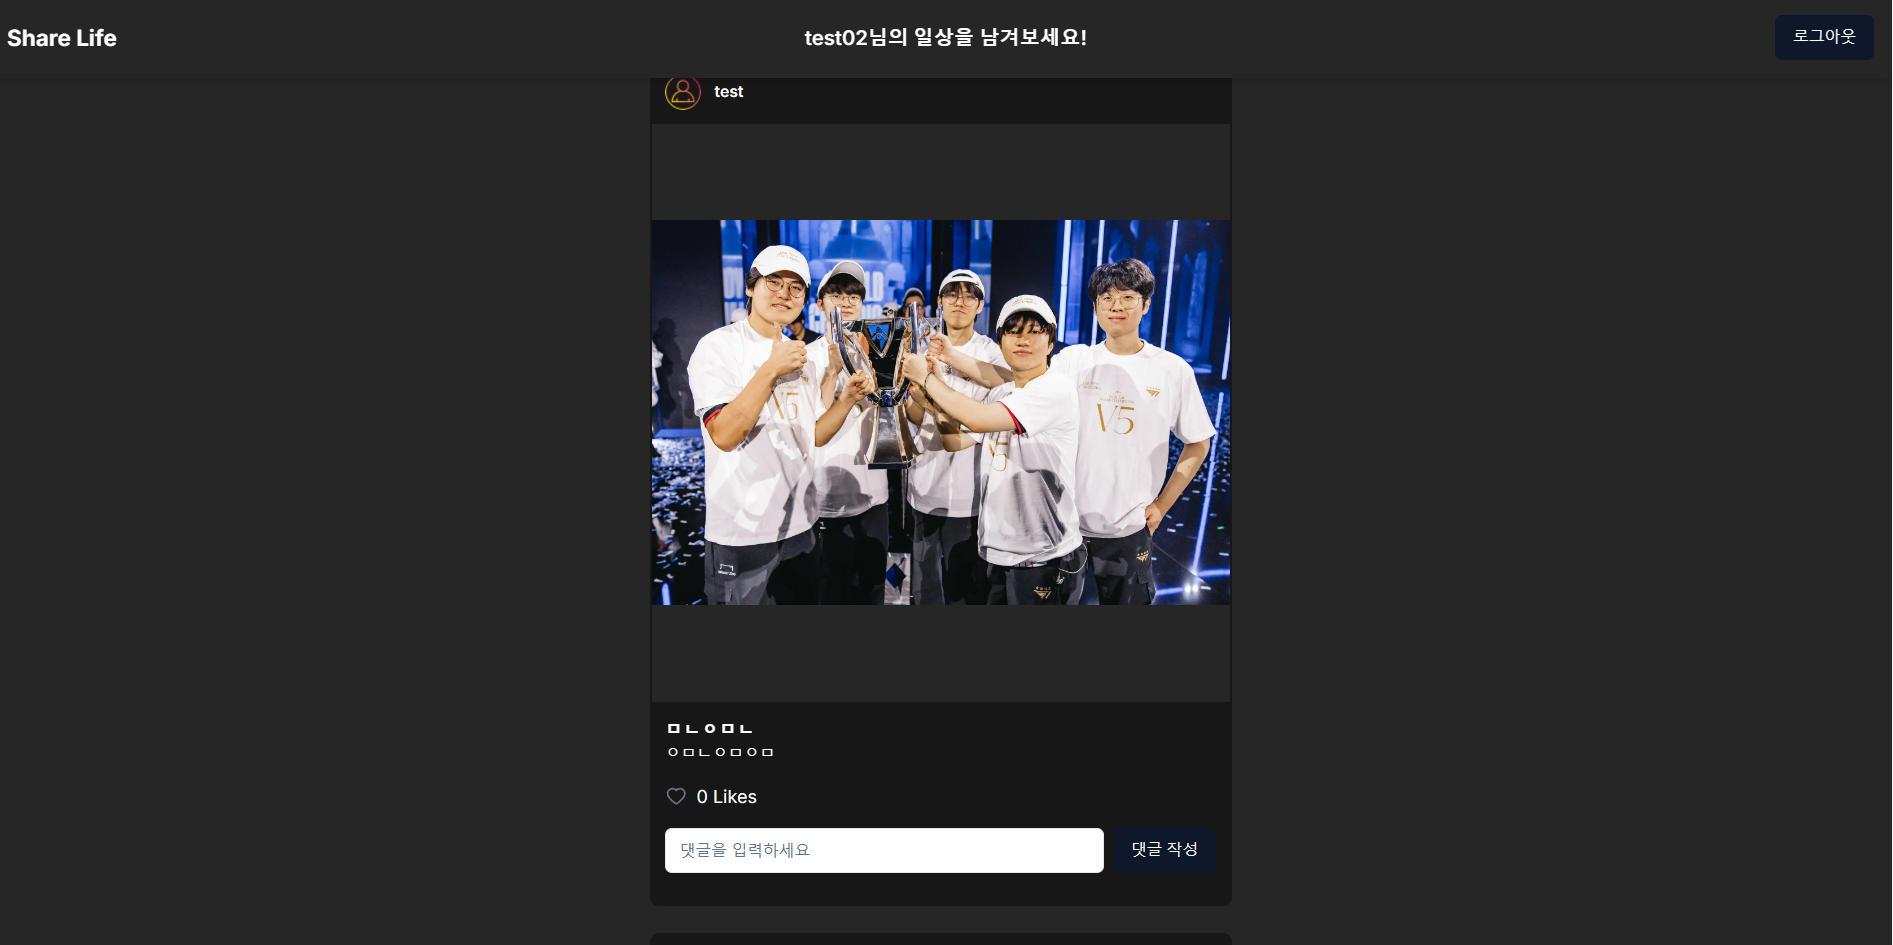 Share Life
test02님의 일상을 남겨보세요!
로그아웃
test
V5
V5
V5
ㅁㄴㅇㅁㄴ
ㅇㅁㄴㅇㅁㅇㅁ
0 Likes
댓글을 입력하세요
댓글 작성